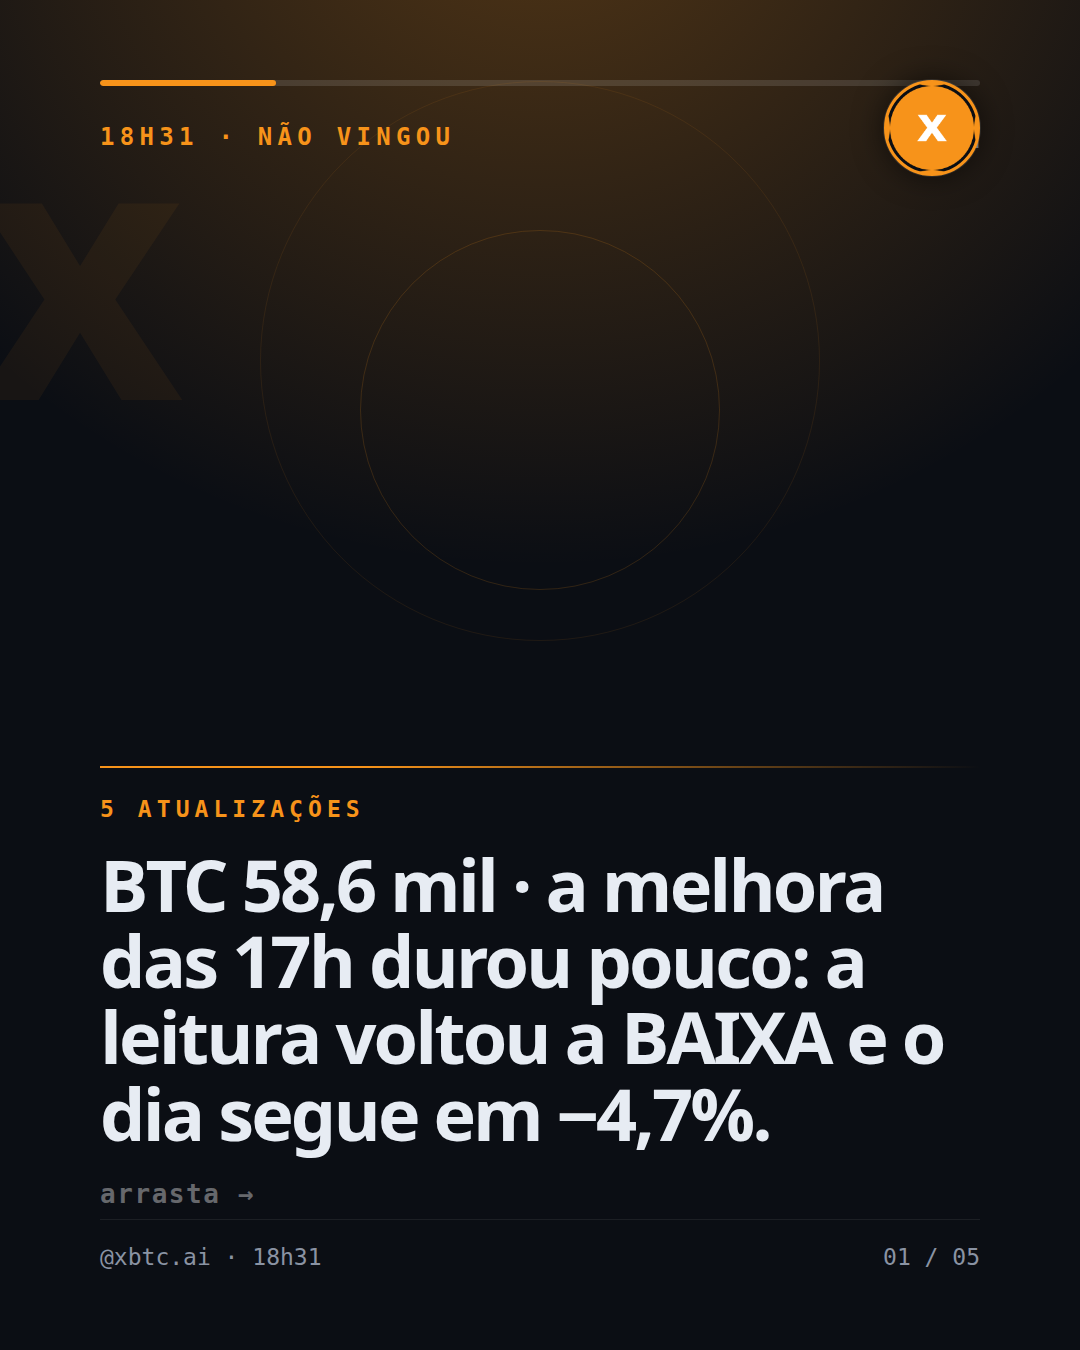 18H31 · NÃO VINGOU
X
X
5 ATUALIZAÇÕES
BTC 58,6 mil · a melhora
das 17h durou pouco: a
leitura voltou a BAIXA e o
dia segue em −4,7%.
arrasta →
@xbtc.ai · 18h31
01 / 05